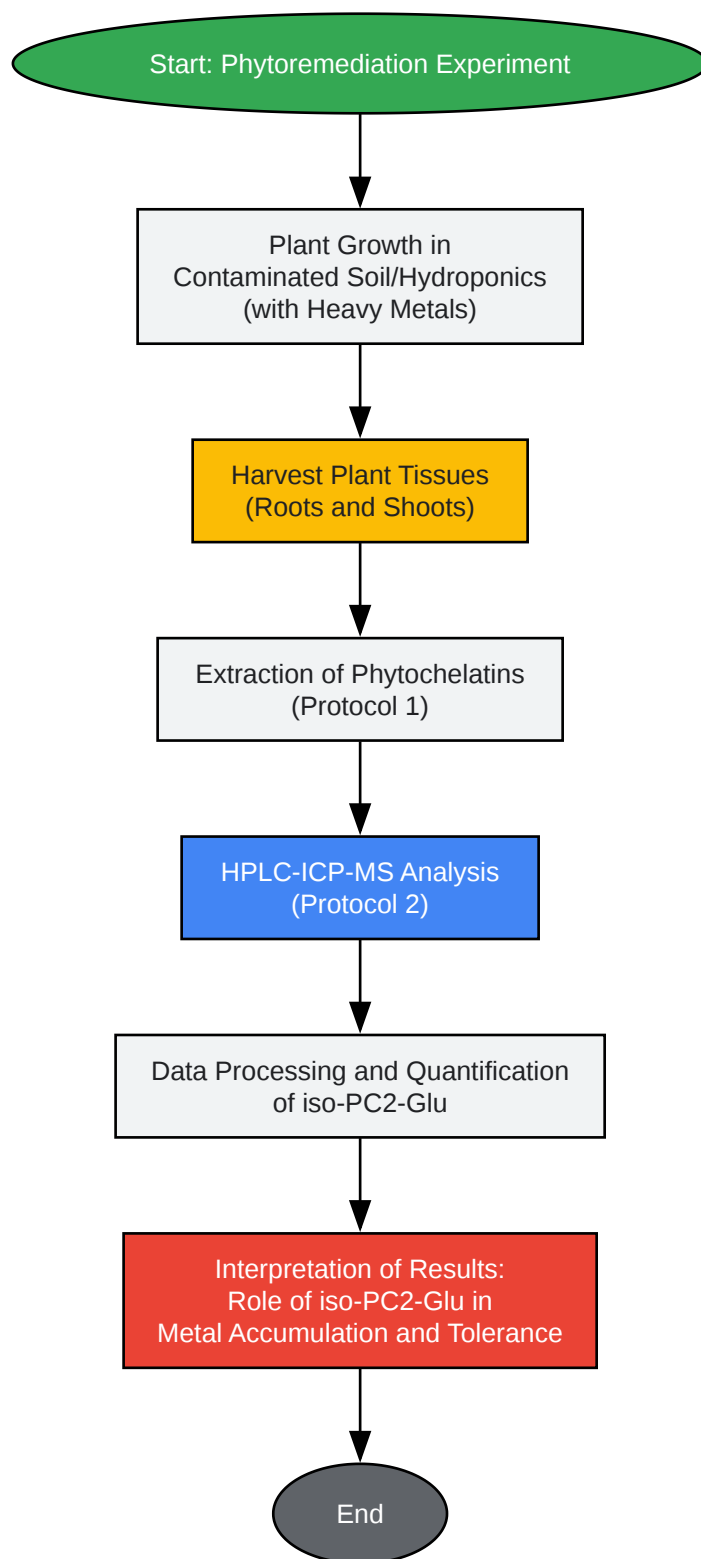 Start: Phytoremediation Experiment
Plant Growth in
Contaminated Soil/Hydroponics
(with Heavy Metals)
Harvest Plant Tissues
(Roots and Shoots)
Extraction of Phytochelatins
(Protocol 1)
HPLC-ICP-MS Analysis
(Protocol 2)
Data Processing and Quantification
of iso-PC2-Glu
Interpretation of Results:
Role of iso-PC2-Glu in
Metal Accumulation and Tolerance
End